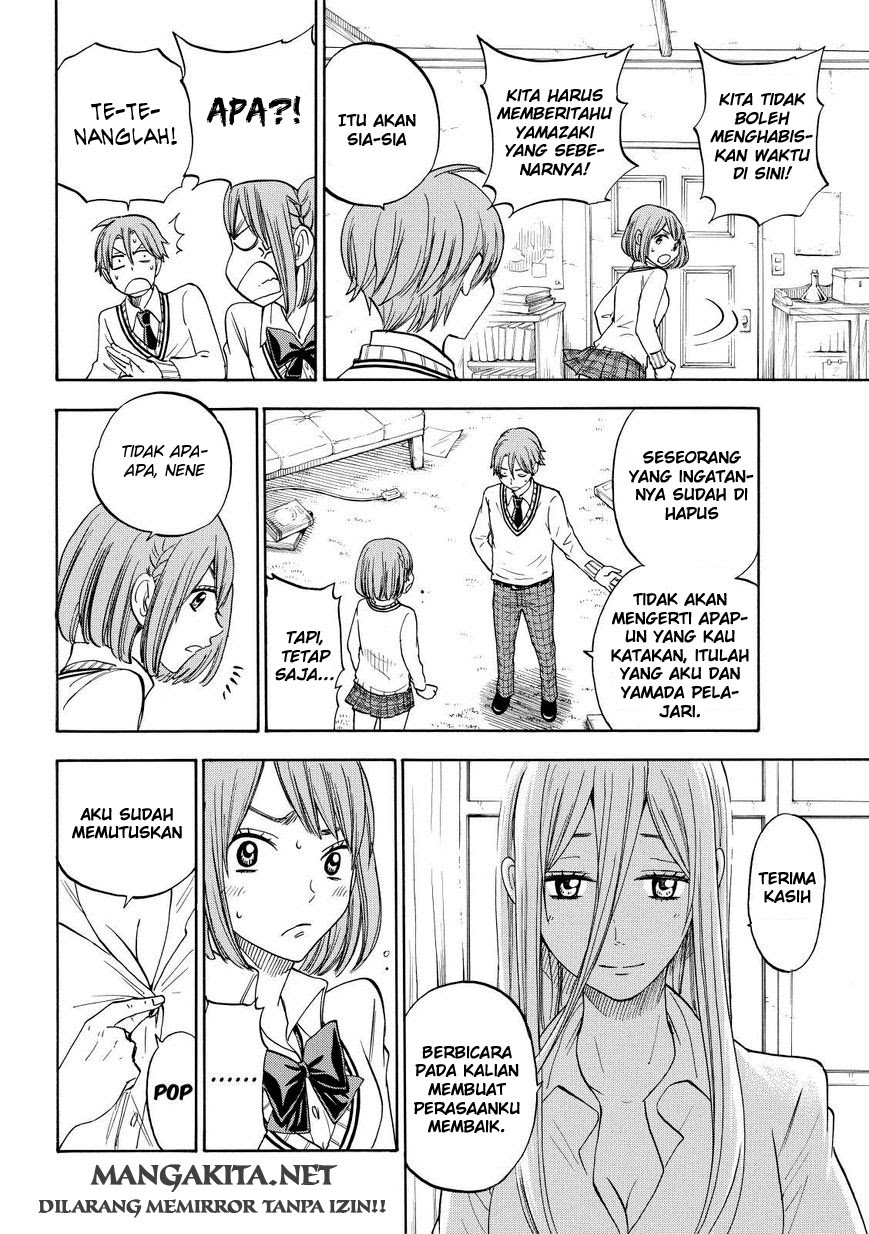 KITA TIDAK
BOLEH
MENGHABIS-
KAN WAKTU
DI SINI!
KITA HARUS
MEMBERITAHU
YAMAZAKI
YANG SEBE-
NARNYA!
ITU AKAN
SIA-SIA
APA?!
TE-TE-
NANGLAH!
SESEORANG
YANG INGATAN-
NYA SUDAH DI
HAPUS
TIDAK AKAN
MENGERTI APAP-
UN YANG KAU
KATAKAN, ITULAH
YANG AKU DAN
YAMADA PELA-
JARI.
TAPI,
TETAP
SAJA...
TIDAK APA-
APA, NENE
TERIMA
KASIH
BERBICARA
PADA KALIAN
MEMBUAT
PERASAANKU
MEMBAIK.
.......
AKU SUDAH
MEMUTUSKAN
POP
MANGAKITA.NET
DILARANG MEMIRROR TANPA IZIN!!